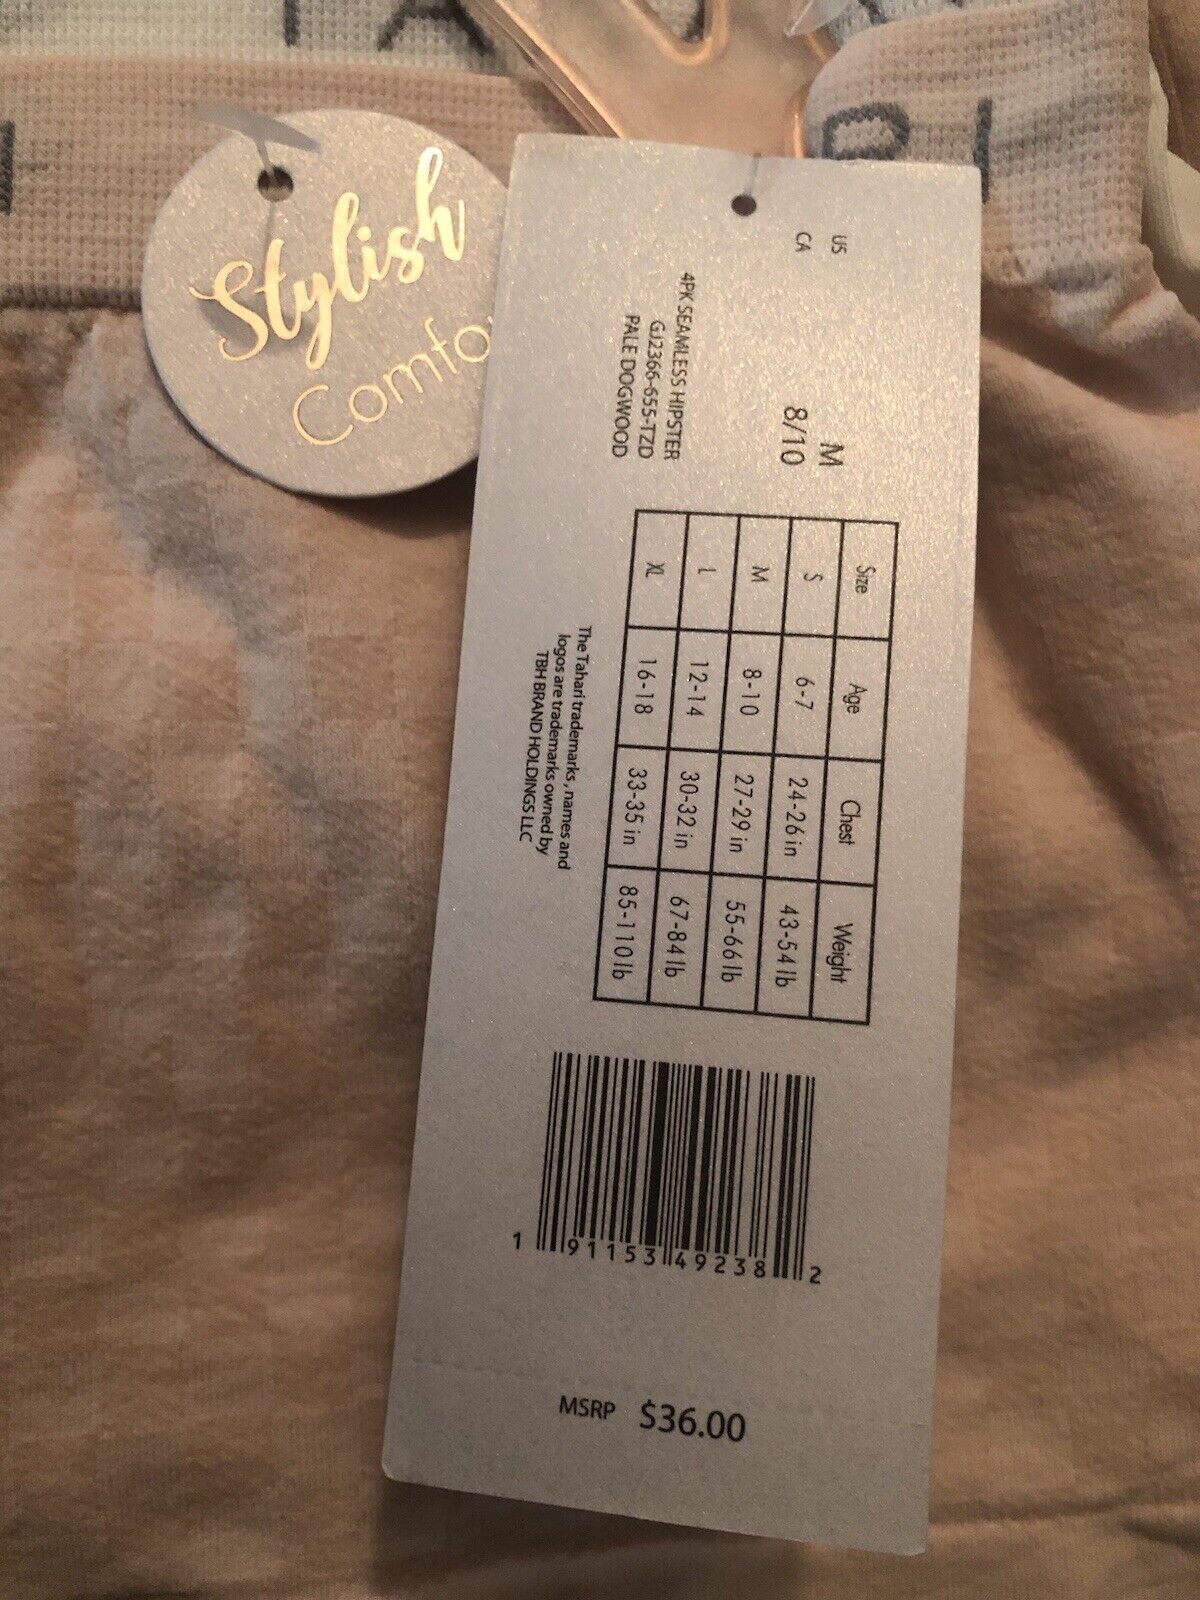 TA
RI
I
Stylish
Comfo
US
CA
M
8/10
4PK SEAMLESS HIPSTER
GJ2366-655-TZD
PALE DOGWOOD
Size Age Chest Weight
S 6-7 24-26 in 43-54 lb
M 8-10 27-29 in 55-66 lb
L 12-14 30-32 in 67-84 lb
XL 16-18 33-35 in 85-110 lb
The Tahari trademarks, names and
logos are trademarks owned by
TBH BRAND HOLDINGS LLC
1 91153 49238 2
MSRP $36.00